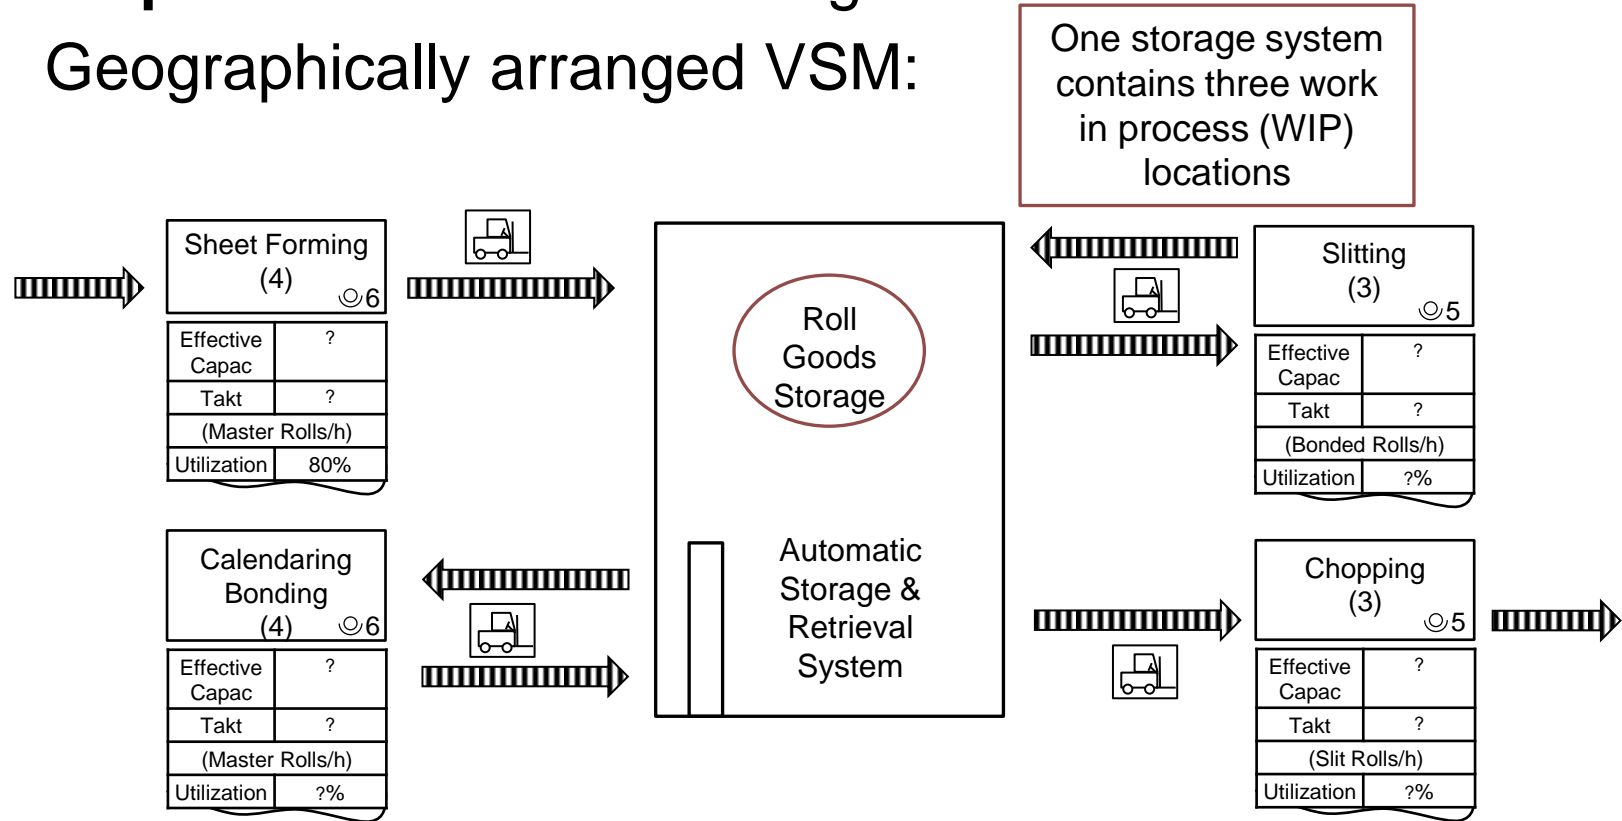 Geographically arranged VSM:
One storage system
contains three work
in process (WIP)
locations
Sheet Forming
(4)
6
Effective
Capac
?
Takt
?
(Master Rolls/h)
Utilization
80%
Calendaring
Bonding
(4)
6
Effective
Capac
?
Takt
?
(Master Rolls/h)
Utilization
?%
Roll
Goods
Storage
Automatic
Storage &
Retrieval
System
Slitting
(3)
5
Effective
Capac
?
Takt
?
(Bonded Rolls/h)
Utilization
?%
Chopping
(3)
5
Effective
Capac
?
Takt
?
(Slit Rolls/h)
Utilization
?%